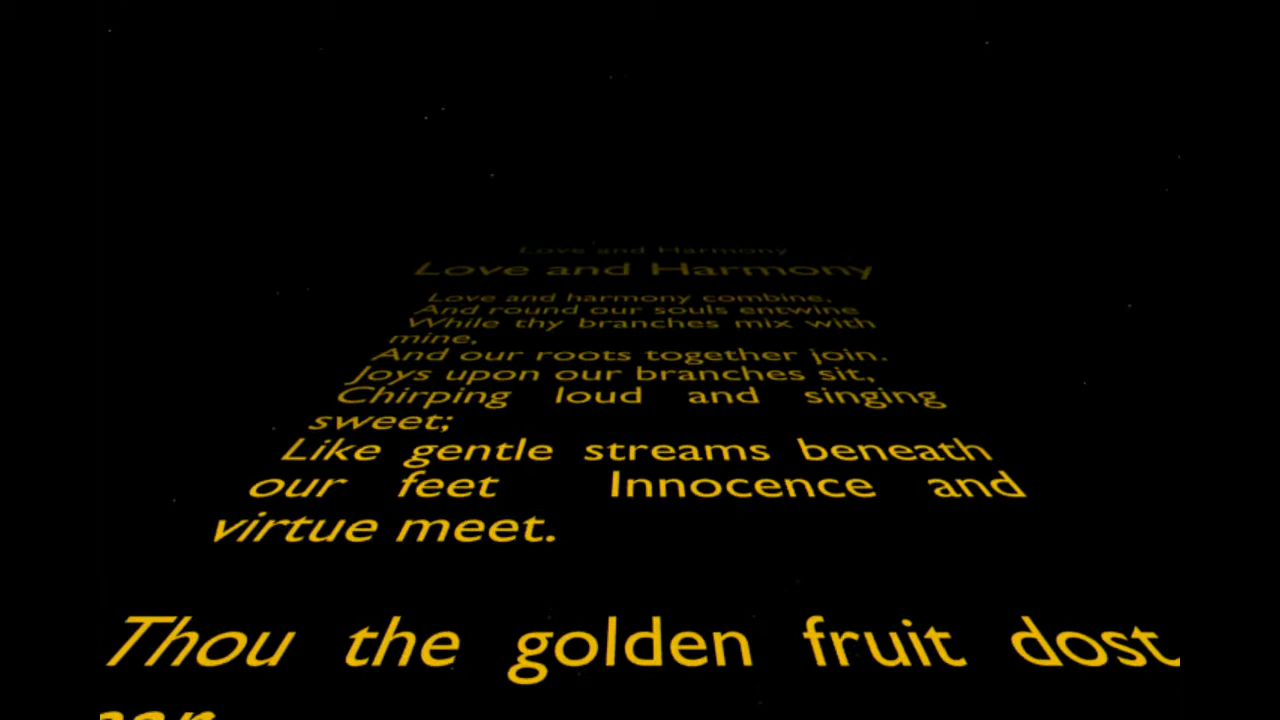 Love and Harmony
Love and Harmony
Love and harmony combine,
And round our souls entwine
While thy branches mix with
mine,
And our roots together join.
Joys upon our branches sit,
Chirping loud and singing
sweet;
Like gentle streams beneath
our feet Innocence and
virtue meet.
Thou the golden fruit dost